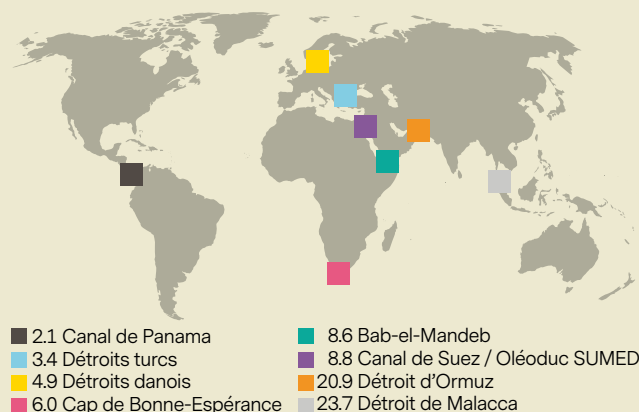 2.1 Canal de Panama
3.4 Détroits turcs
4.9 Détroits danois
6.0 Cap de Bonne-Espérance
8.6 Bab-el-Mandeb
8.8 Canal de Suez / Oléoduc SUMED
20.9 Détroit d'Ormuz
23.7 Détroit de Malacca